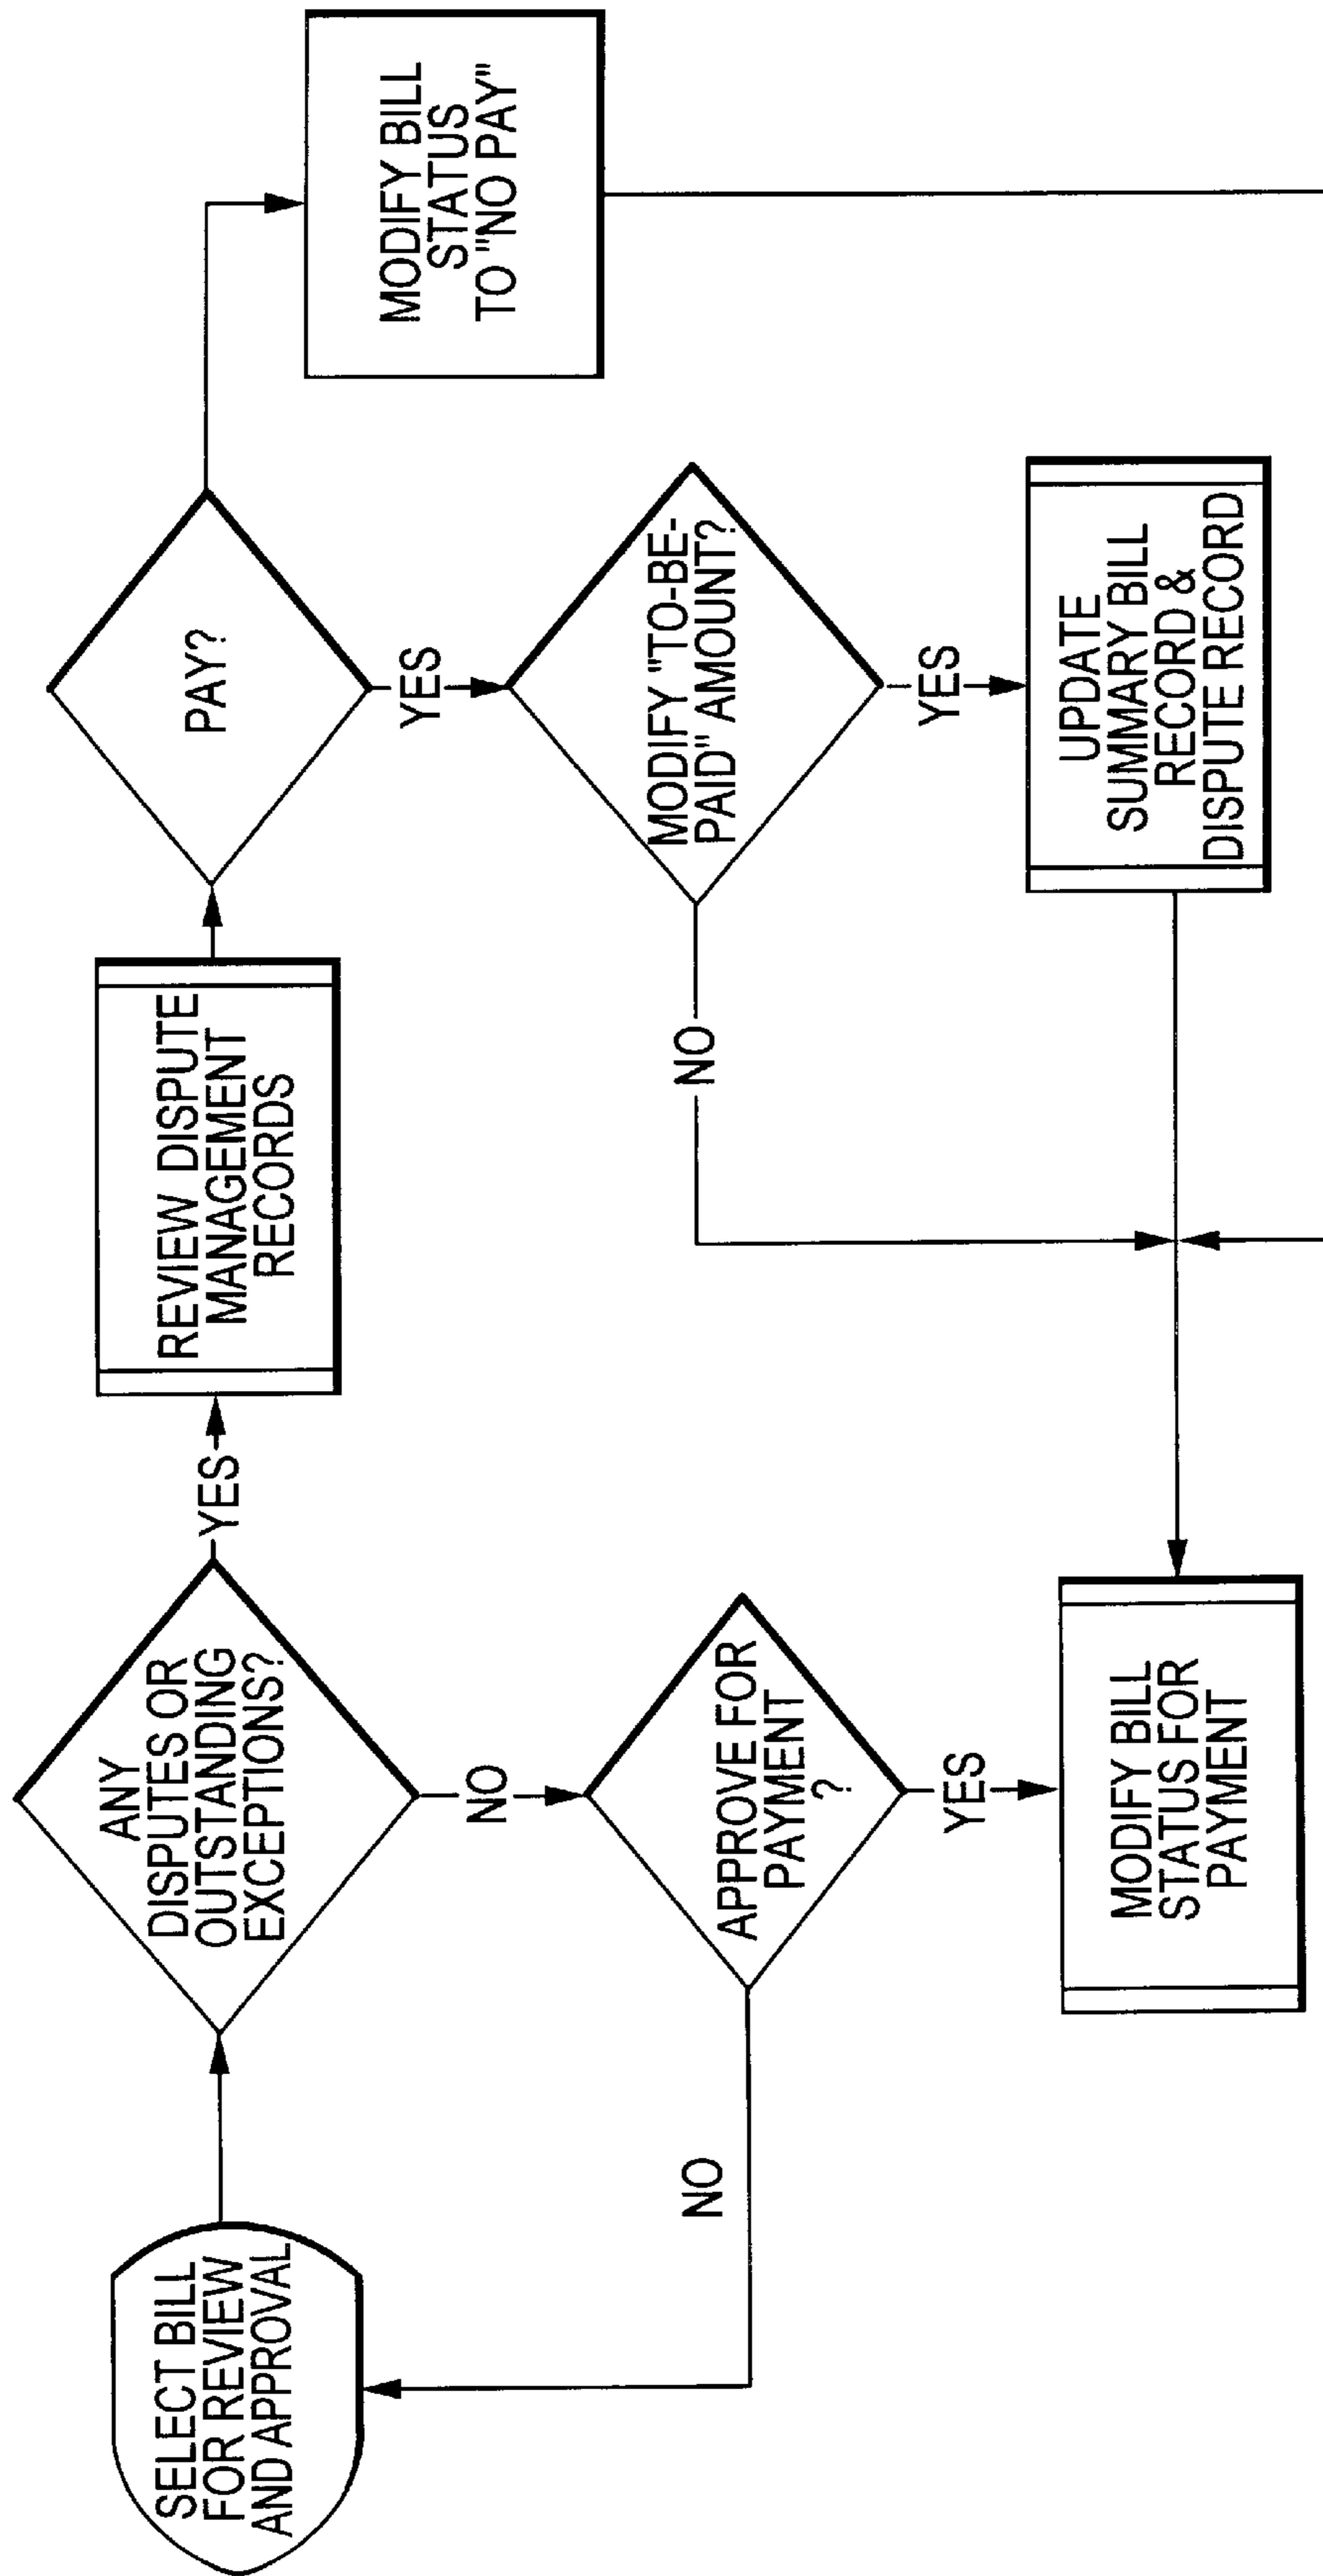 SELECT BILL
FOR REVIEW
AND APPROVAL
ANY
DISPUTES OR
OUTSTANDING
EXCEPTIONS?
YES
REVIEW DISPUTE
MANAGEMENT
RECORDS
PAY?
MODIFY BILL
STATUS
TO "NO PAY"
NO
YES
APPROVE FOR
PAYMENT
?
NO
MODIFY "TO-BE-
PAID" AMOUNT?
NO
YES
YES
MODIFY BILL
STATUS FOR
PAYMENT
UPDATE
SUMMARY BILL
RECORD &
DISPUTE RECORD